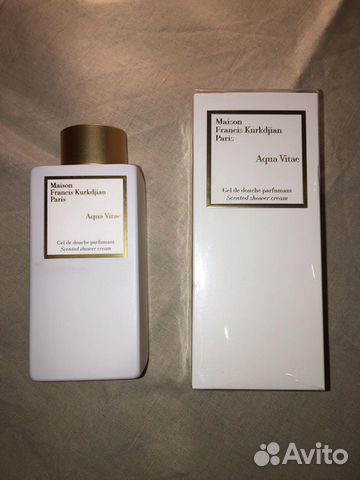 Maison
Francis Kurkdjian
Paris
Aqua Vitae
Gel de douche parfumant
Scented shower cream
Maison
Francis Kurkdjian
Paris
Aqua Vitae
Gel de douche parfumant
Scented shower cream
Avito